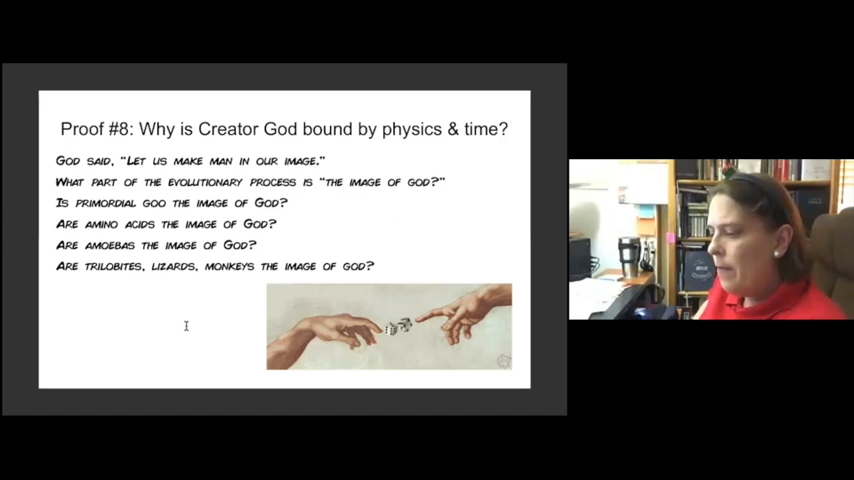 Proof #8: Why is Creator God bound by physics & time?
God said, "Let us make man in our image."
What part of the evolutionary process is "the image of God?"
Is primordial goo the image of God?
Are amino acids the image of God?
Are amoebas the image of God?
Are trilobites, lizards, monkeys the image of god?